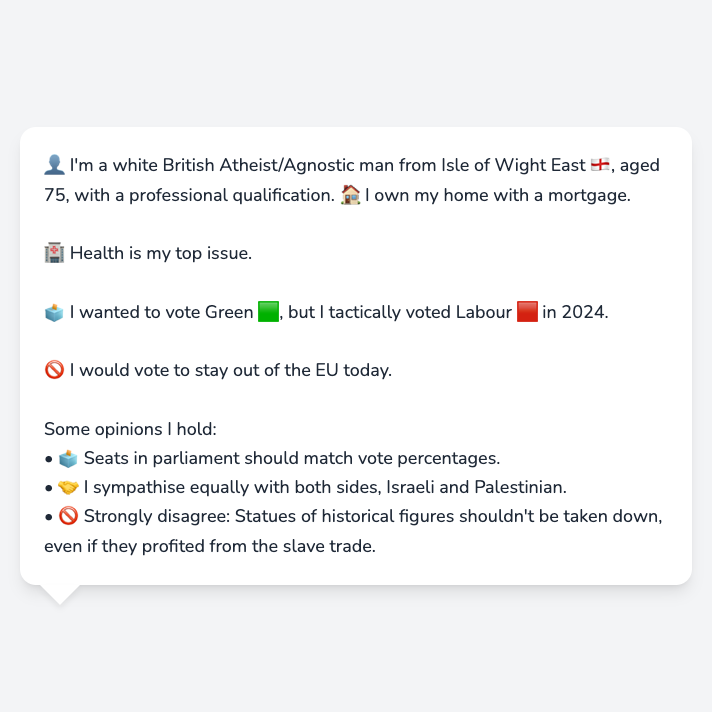 👤 I'm a white British Atheist/Agnostic man from Isle of Wight East 🏴󠁧󠁢󠁥󠁮󠁧󠁿, aged
75, with a professional qualification. 🏠 I own my home with a mortgage.
🏥 Health is my top issue.
🗳️ I wanted to vote Green 🟩, but I tactically voted Labour 🟥 in 2024.
🚫 I would vote to stay out of the EU today.
Some opinions I hold:
• 🗳️ Seats in parliament should match vote percentages.
• 🤝 I sympathise equally with both sides, Israeli and Palestinian.
• 🚫 Strongly disagree: Statues of historical figures shouldn't be taken down,
even if they profited from the slave trade.